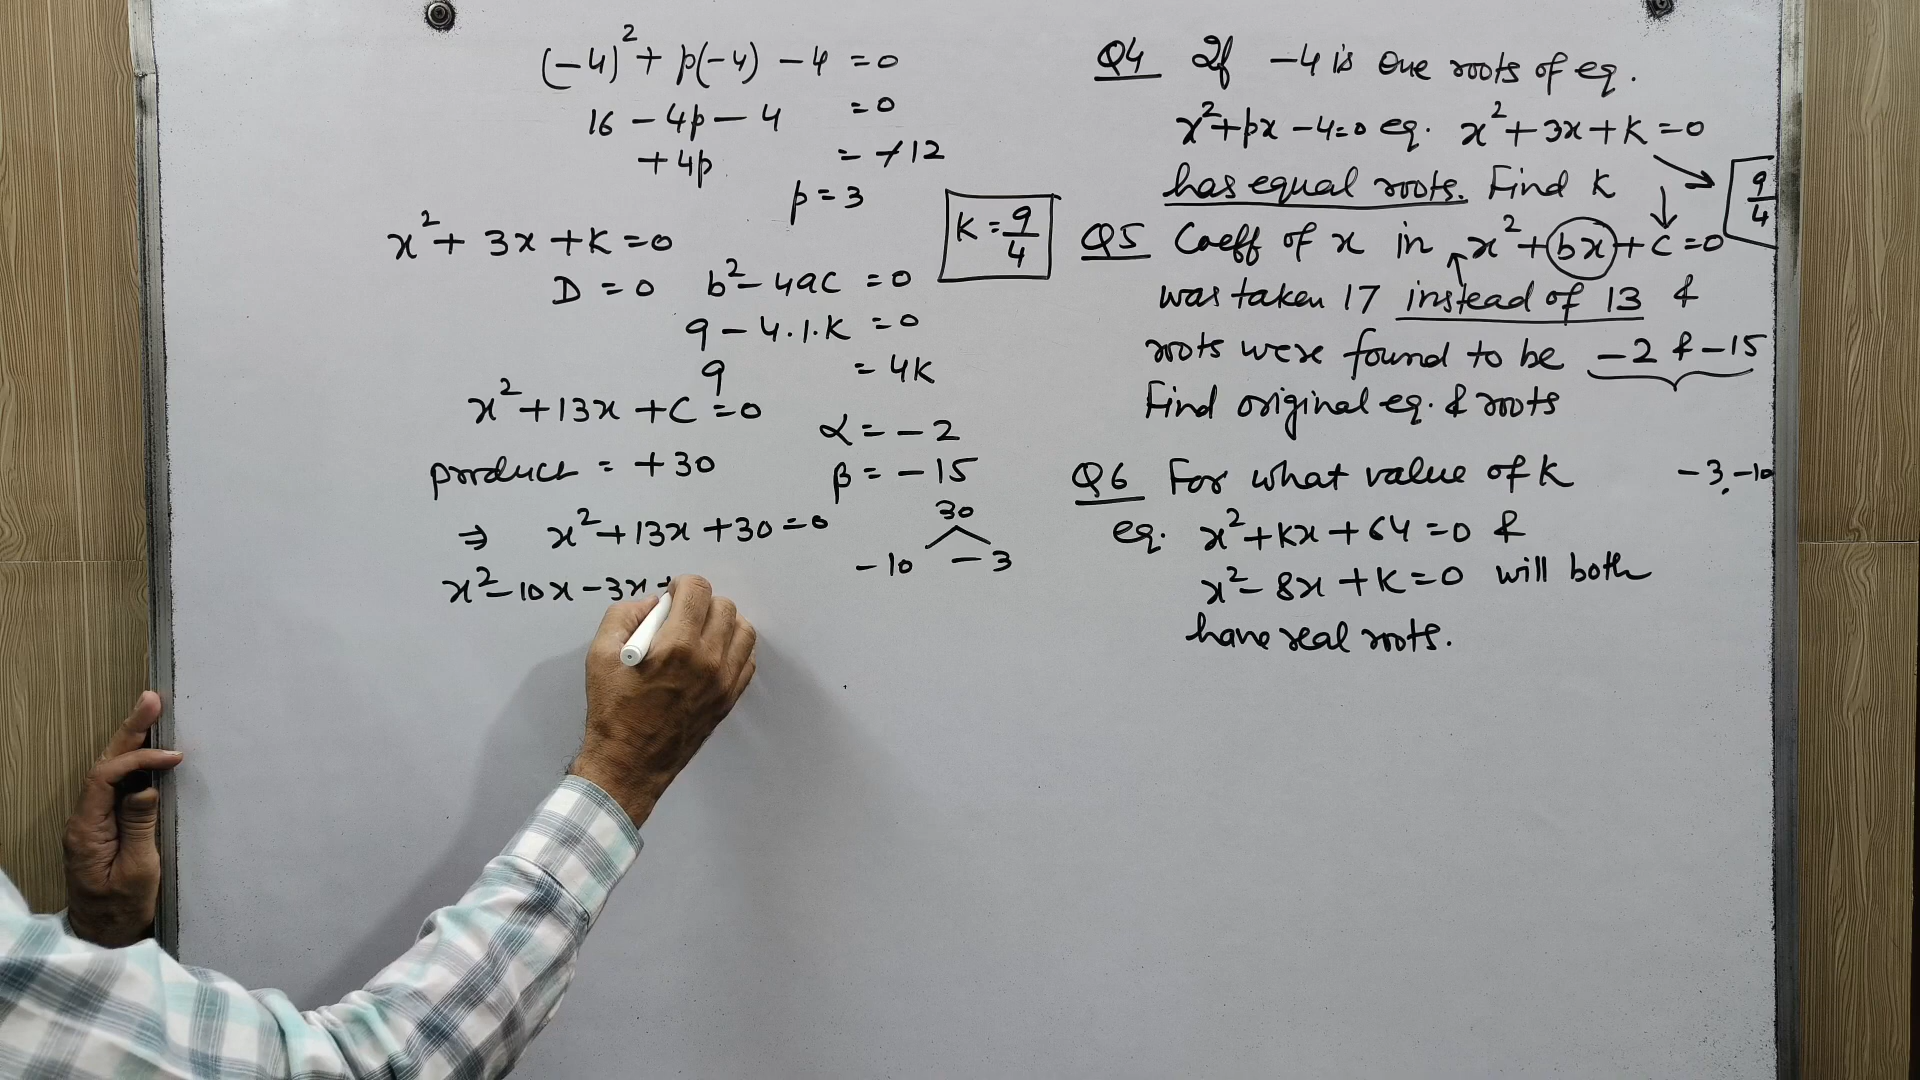 (-4)² + p(-4) - 4 = 0
16 - 4p - 4 = 0
+4p = +12
p = 3
x² + 3x + K = 0
D = 0 b² - 4ac = 0
9 - 4.1.K = 0
9 = 4K
K = 9/4
x² + 13x + C = 0
α = -2
product = +30
β = -15
⇒ x² + 13x + 30 = 0
30
-10 -3
x² - 10x - 3x +
Q4 If -4 is one roots of eq.
x² + px - 4 = 0 eq. x² + 3x + K = 0
has equal roots. Find K
9/4
Q5 Coeff of x in x² + bx + C = 0
was taken 17 instead of 13 &
roots were found to be -2 & -15
Find original eq. & roots
Q6 For what value of K
-3, -10
eq. x² + Kx + 64 = 0 &
x² - 8x + K = 0 will both
have real roots.